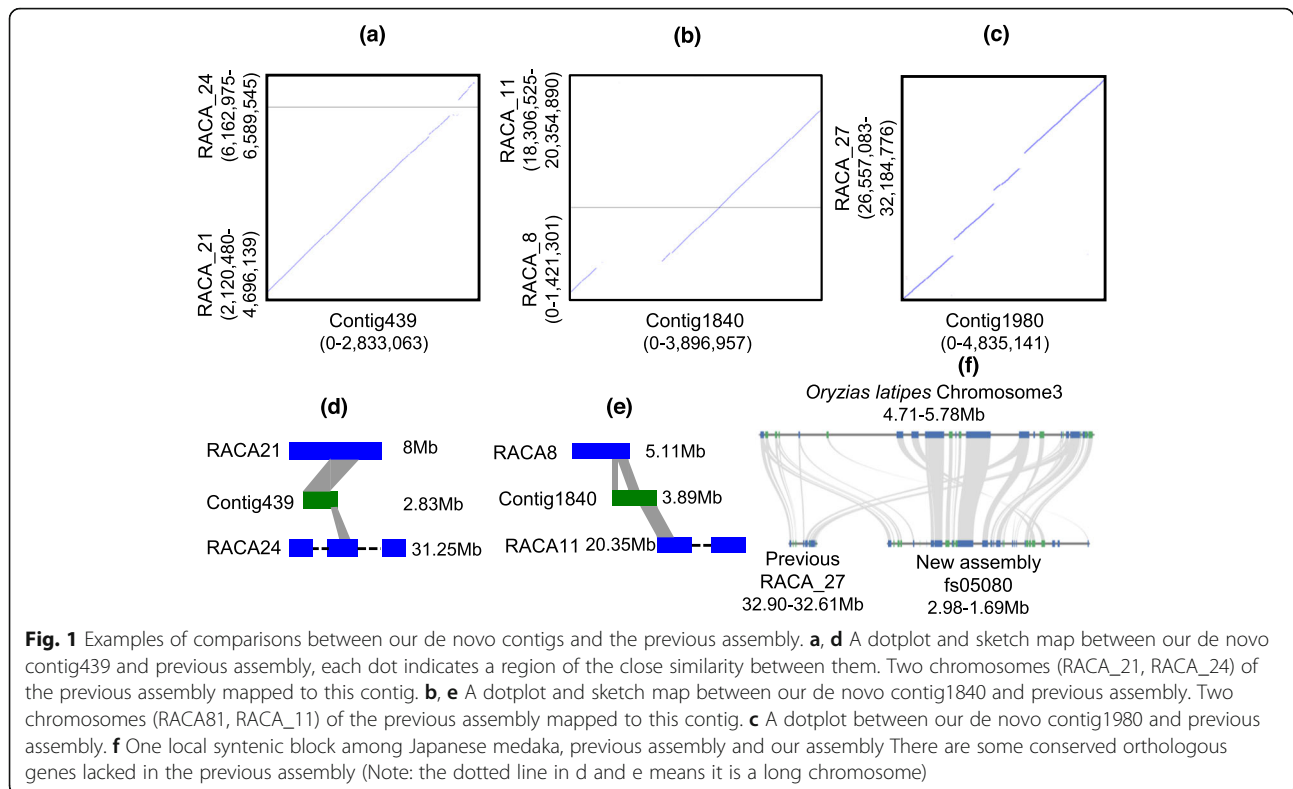 (a)
RACA_24
(6,162,975-
6,589,545)
RACA_21
(2,120,480-
4,696,139)
Contig439
(0-2,833,063)
(b)
RACA_11
(18,306,525-
20,354,890)
RACA_8
(0-1,421,301)
Contig1840
(0-3,896,957)
(c)
RACA_27
(26,557,083-
32,184,776)
Contig1980
(0-4,835,141)
(d)
RACA21
8Mb
Contig439
2.83Mb
RACA24
31.25Mb
(e)
RACA8
5.11Mb
Contig1840
3.89Mb
RACA11
20.35Mb
(f)
Oryzias latipes Chromosome3
4.71-5.78Mb
Previous
RACA_27
32.90-32.61Mb
New assembly
fs05080
2.98-1.69Mb
Fig. 1 Examples of comparisons between our de novo contigs and the previous assembly. a, d A dotplot and sketch map between our de novo
contig439 and previous assembly, each dot indicates a region of the close similarity between them. Two chromosomes (RACA_21, RACA_24) of
the previous assembly mapped to this contig. b, e A dotplot and sketch map between our de novo contig1840 and previous assembly. Two
chromosomes (RACA81, RACA_11) of the previous assembly mapped to this contig. c A dotplot between our de novo contig1980 and previous
assembly. f One local syntenic block among Japanese medaka, previous assembly and our assembly There are some conserved orthologous
genes lacked in the previous assembly (Note: the dotted line in d and e means it is a long chromosome)